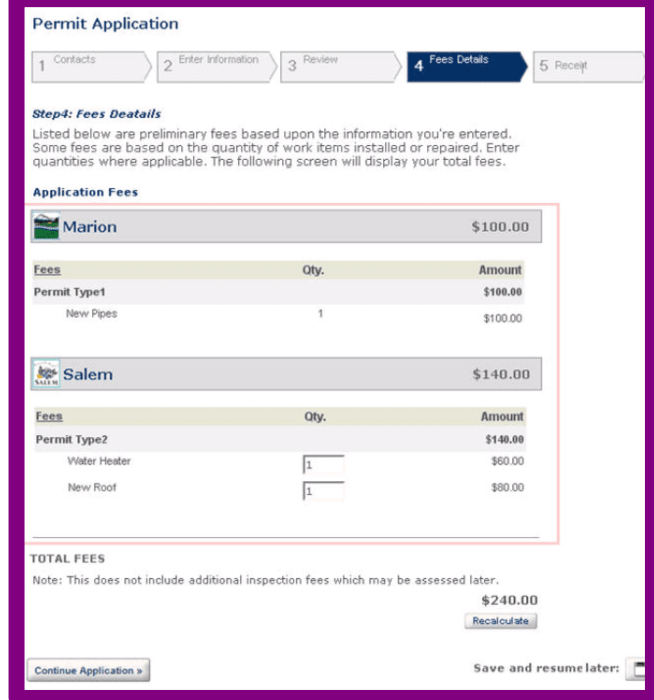 Permit Application
1 Contacts 2 Enter Information 3 Review 4 Fees Details 5 Receipt
Step4: Fees Deatails
Listed below are preliminary fees based upon the information you're entered.
Some fees are based on the quantity of work items installed or repaired. Enter
quantities where applicable. The following screen will display your total fees.
Application Fees
Marion $100.00
Fees Qty. Amount
Permit Type1 $100.00
New Pipes 1 $100.00
SALEM Salem $140.00
Fees Qty. Amount
Permit Type2 $140.00
Water Heater 1 $60.00
New Roof 1 $80.00
TOTAL FEES
Note: This does not include additional inspection fees which may be assessed later.
$240.00
Recalculate
Continue Application » Save and resume later: